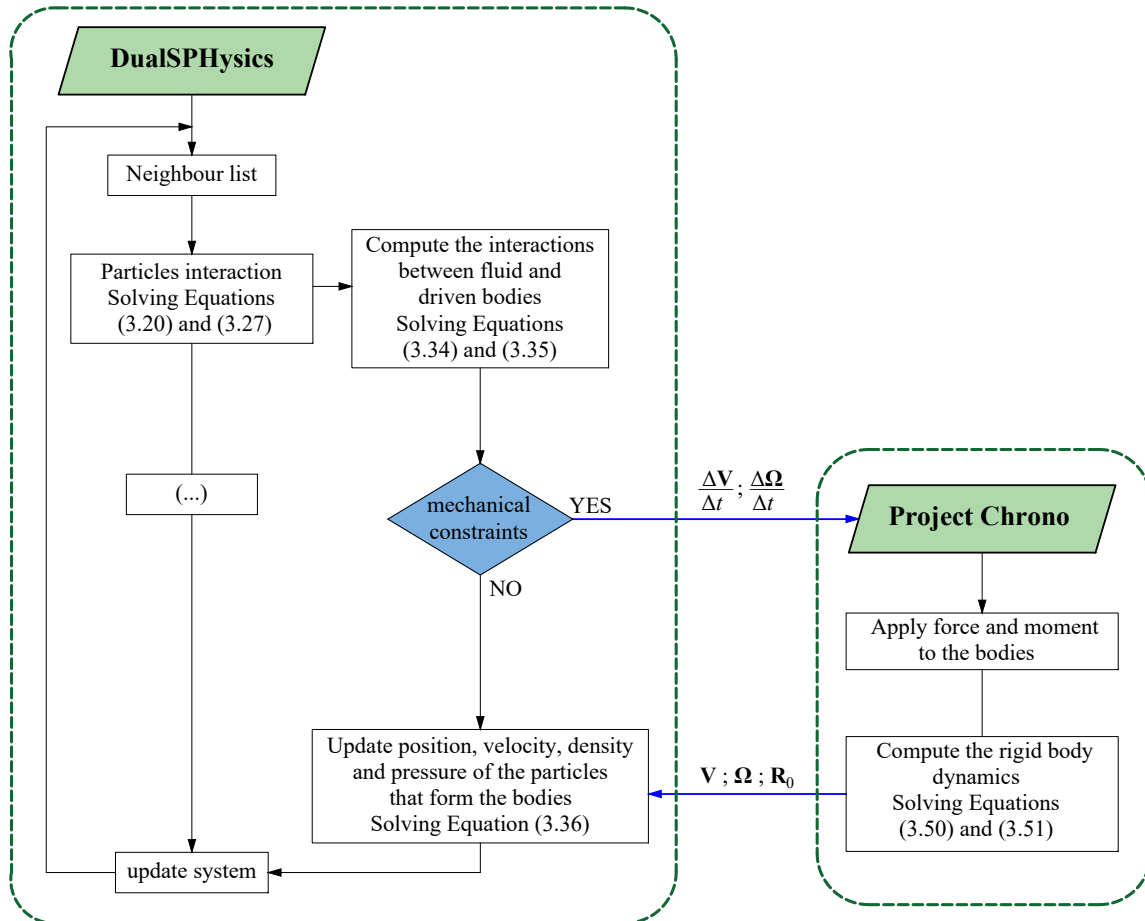 DualSPHysics
Neighbour list
Particles interaction
Solving Equations
(3.20) and (3.27)
Compute the interactions
between fluid and
driven bodies
Solving Equations
(3.34) and (3.35)
(...)
mechanical
constraints
YES
NO
ΔV/Δt ; ΔΩ/Δt
Project Chrono
Apply force and moment
to the bodies
Compute the rigid body
dynamics
Solving Equations
(3.50) and (3.51)
V ; Ω ; R₀
Update position, velocity, density
and pressure of the particles
that form the bodies
Solving Equation (3.36)
update system